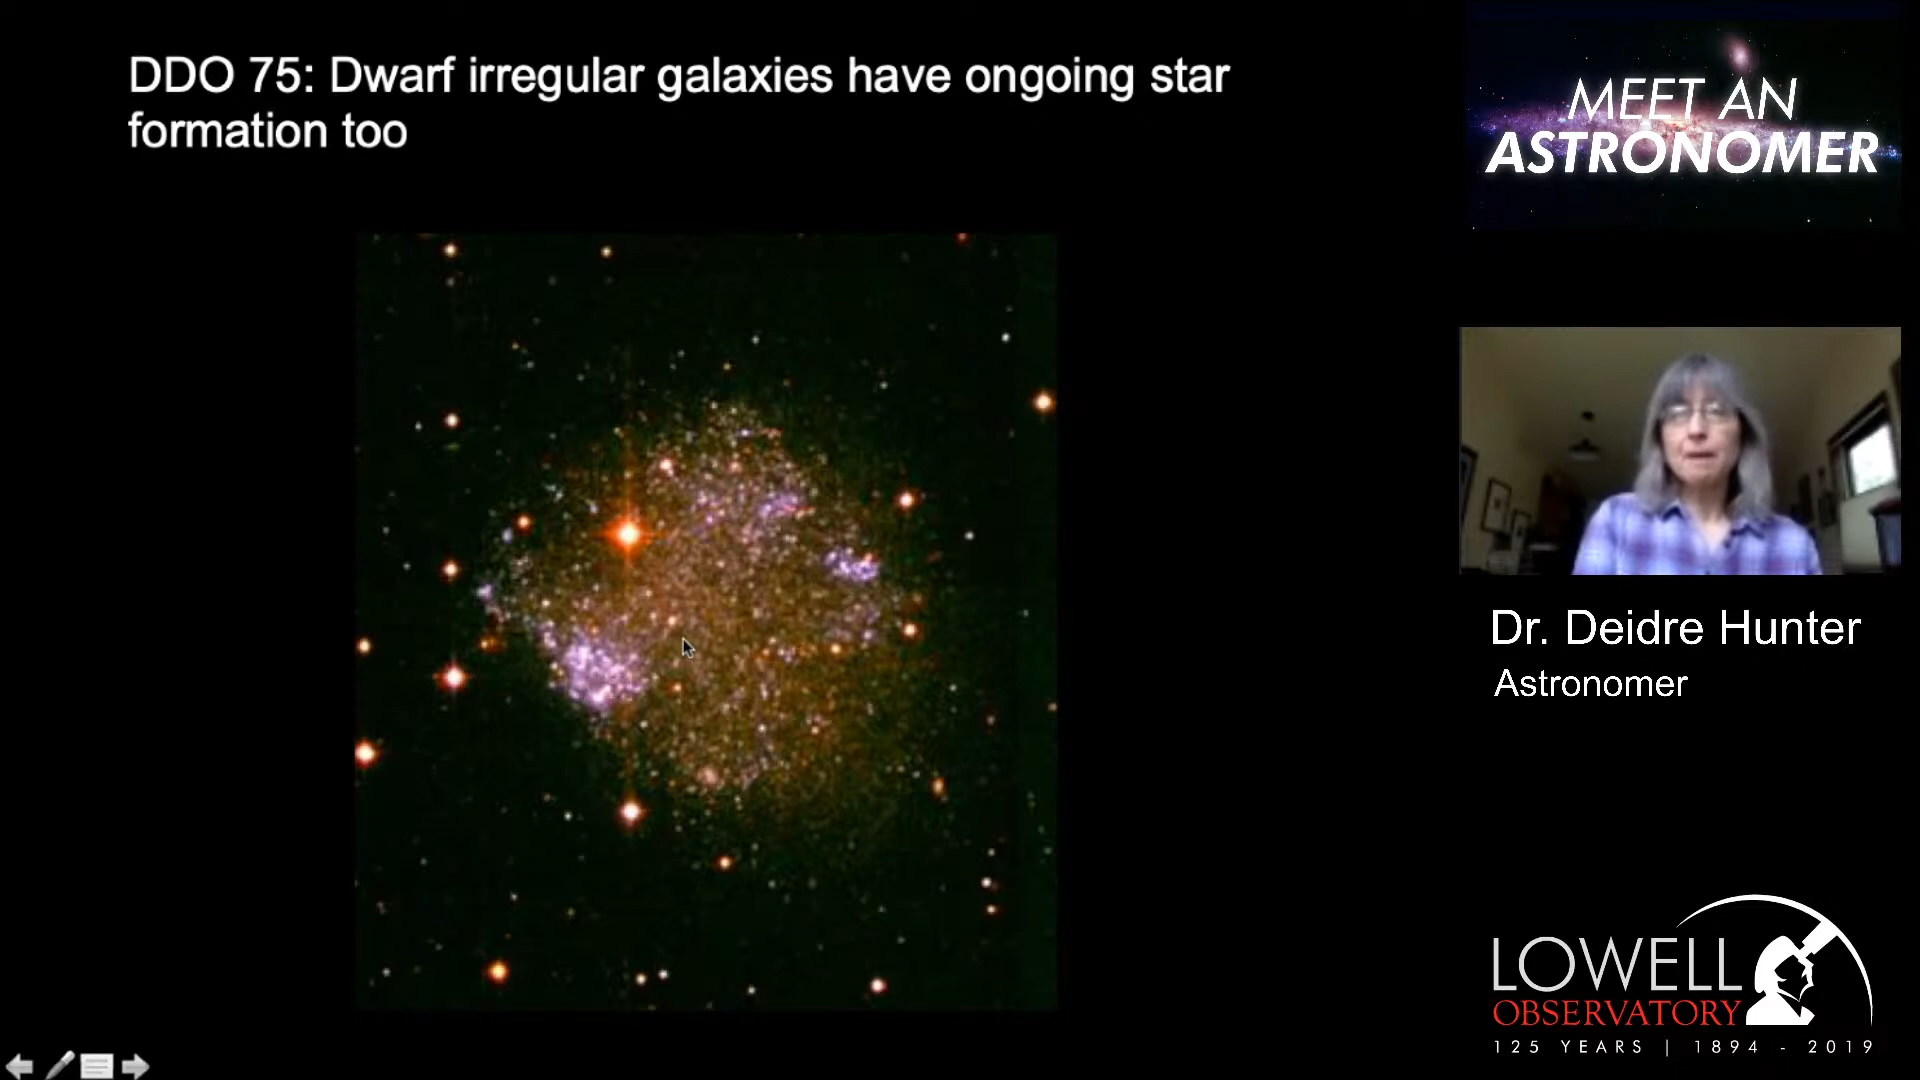 DDO 75: Dwarf irregular galaxies have ongoing star
formation too
MEET AN
ASTRONOMER
Dr. Deidre Hunter
Astronomer
LOWELL
OBSERVATORY
125 YEARS | 1894 - 2019